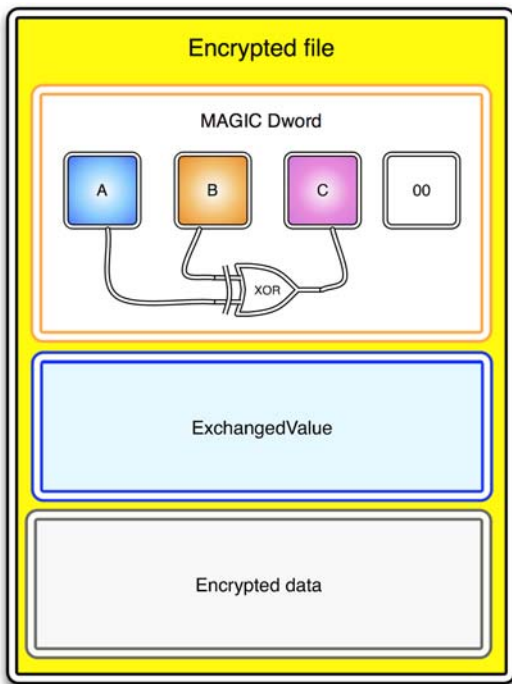 Encrypted file
MAGIC Dword
A B C 00
XOR
ExchangedValue
Encrypted data